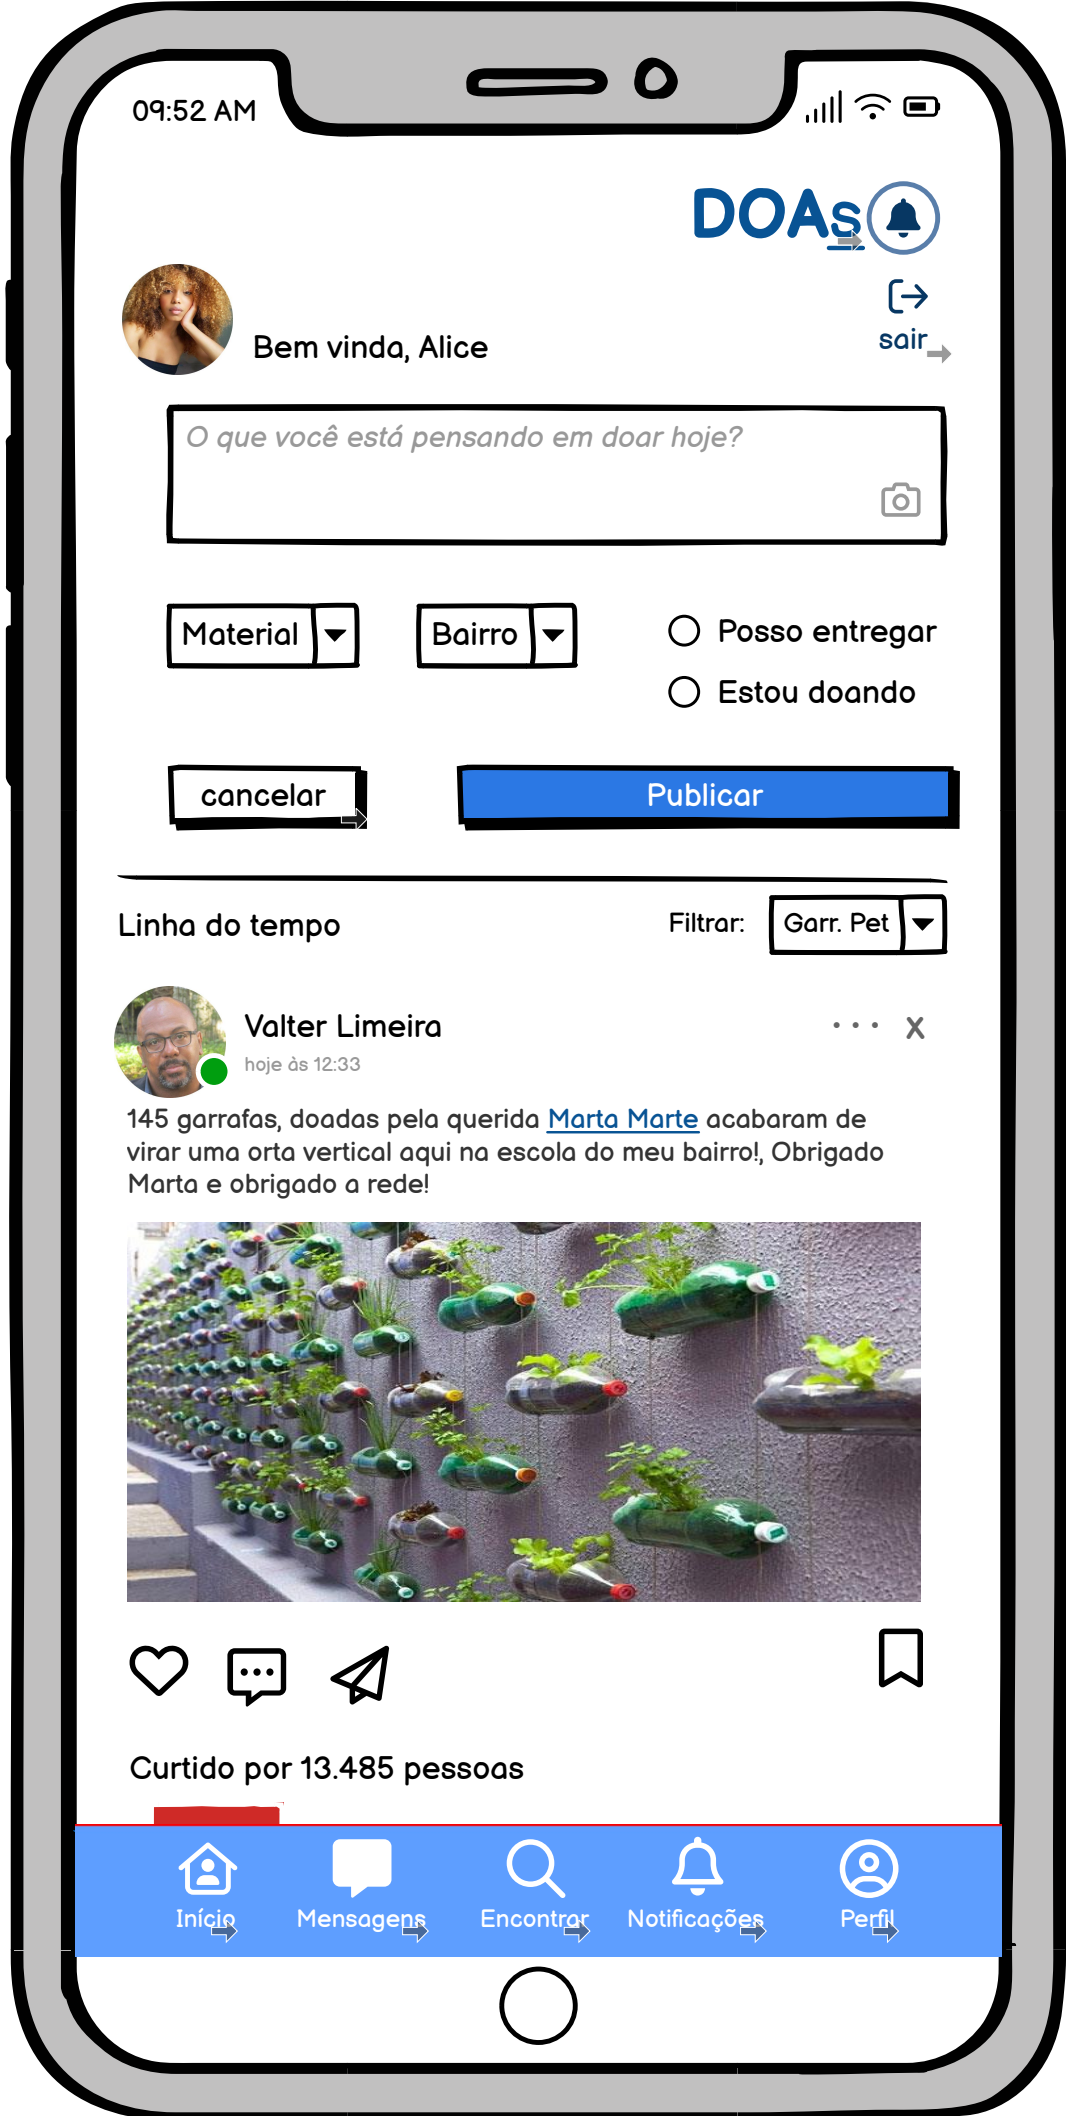 09:52 AM
DOAs
Bem vinda, Alice
sair
O que você está pensando em doar hoje?
Material
Bairro
Posso entregar
Estou doando
cancelar
Publicar
Linha do tempo
Filtrar:
Garr. Pet
Valter Limeira
... X
hoje às 12:33
145 garrafas, doadas pela querida Marta Marte acabaram de
virar uma orta vertical aqui na escola do meu bairro!, Obrigado
Marta e obrigado a rede!
Curtido por 13.485 pessoas
Início
Mensagens
Encontrar
Notificações
Perfil